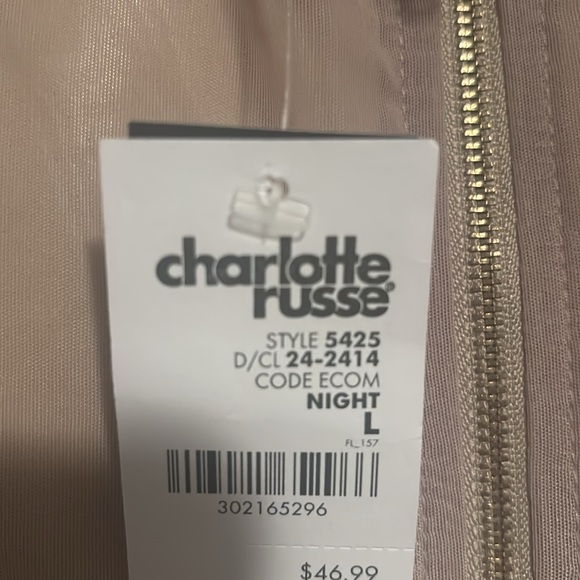 charlotte
russe®
STYLE 5425
D/CL 24-2414
CODE ECOM
NIGHT
L
FL_157
302165296
$46.99